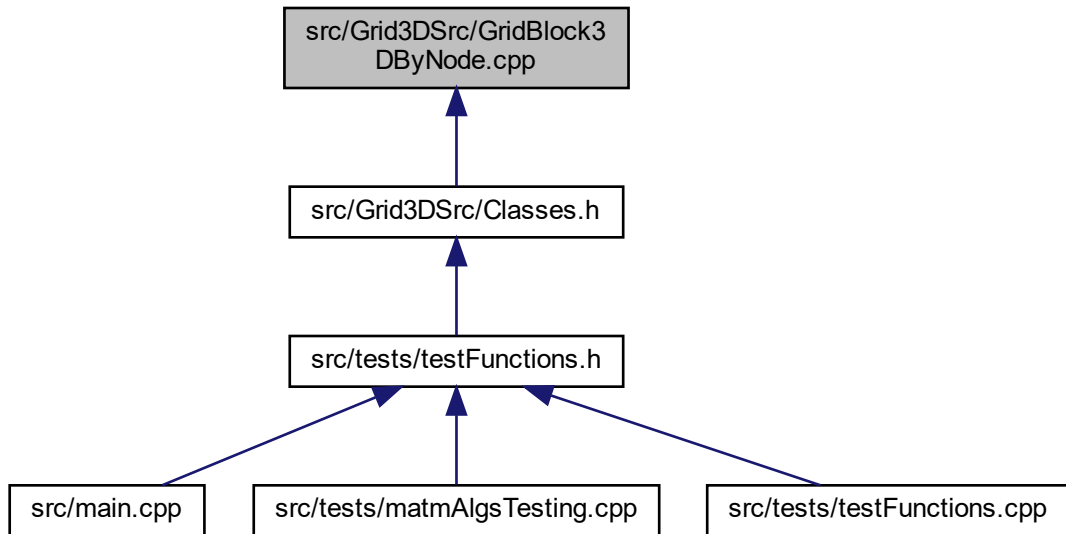 src/Grid3DSrc/GridBlock3
DByNode.cpp
src/Grid3DSrc/Classes.h
src/tests/testFunctions.h
src/main.cpp
src/tests/matmAlgsTesting.cpp
src/tests/testFunctions.cpp